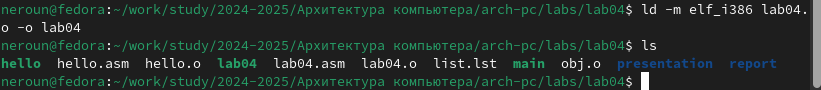 neroun@fedora:~/work/study/2024-2025/Архитектура компьютера/arch-pc/labs/lab04$ ld -m elf_i386 lab04.
o -o lab04
neroun@fedora:~/work/study/2024-2025/Архитектура компьютера/arch-pc/labs/lab04$ ls
hello hello.asm hello.o lab04 lab04.asm lab04.o list.lst main obj.o presentation report
neroun@fedora:~/work/study/2024-2025/Архитектура компьютера/arch-pc/labs/lab04$